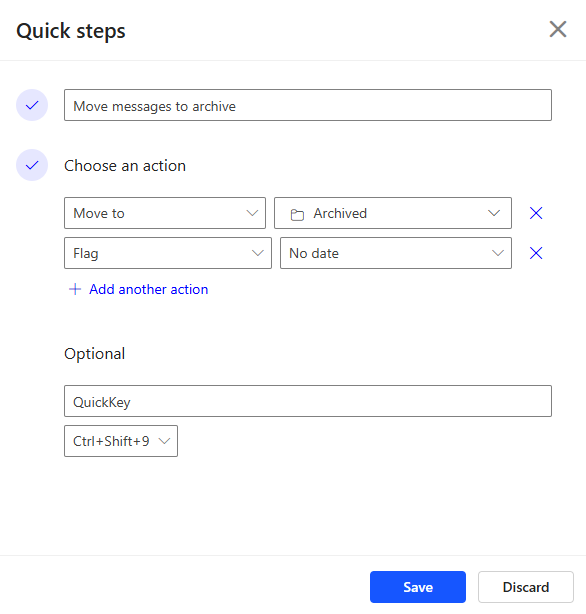 Quick steps
Move messages to archive
Choose an action
Move to
Archived
Flag
No date
Add another action
Optional
QuickKey
Ctrl+Shift+9
Save
Discard